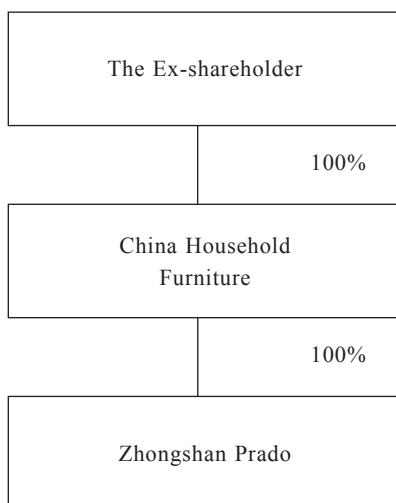 The Ex-shareholder
100%
China Household
Furniture
100%
Zhongshan Prado